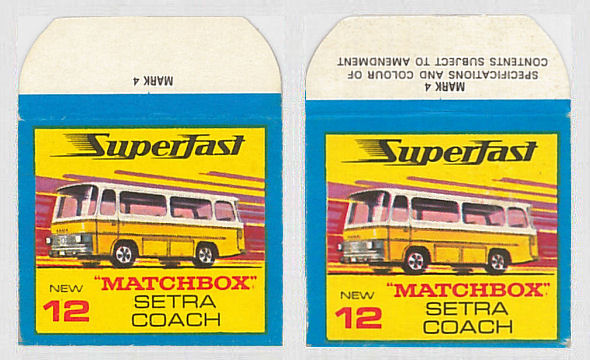 MARK 4
Superfast
NEW "MATCHBOX"
12 SETRA
COACH
SPECIFICATIONS AND COLOUR OF
CONTENTS SUBJECT TO AMENDMENT
MARK 4
Superfast
NEW "MATCHBOX"
12 SETRA
COACH